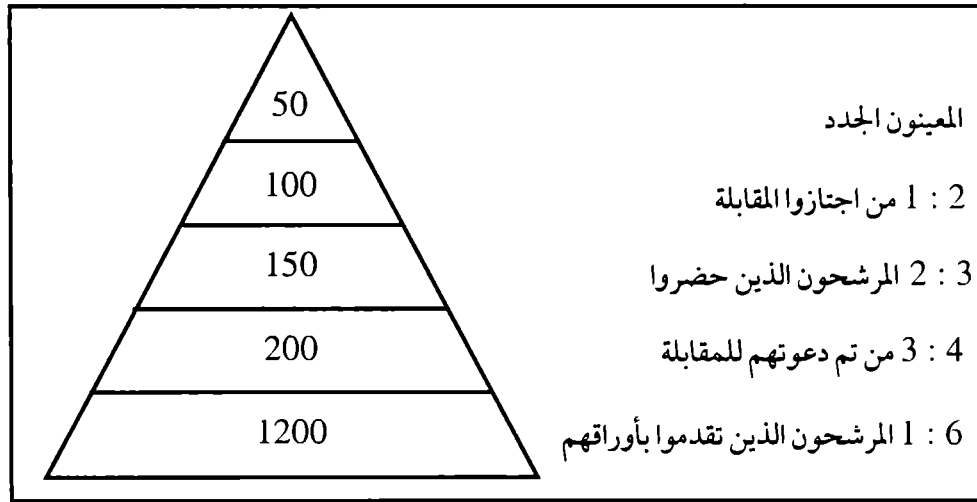 50
المعينون الجدد
100
2 : 1 من اجتازوا المقابلة
150
3 : 2 المرشحون الذين حضروا
200
4 : 3 من تم دعوتهم للمقابلة
1200
6 : 1 المرشحون الذين تقدموا بأوراقهم